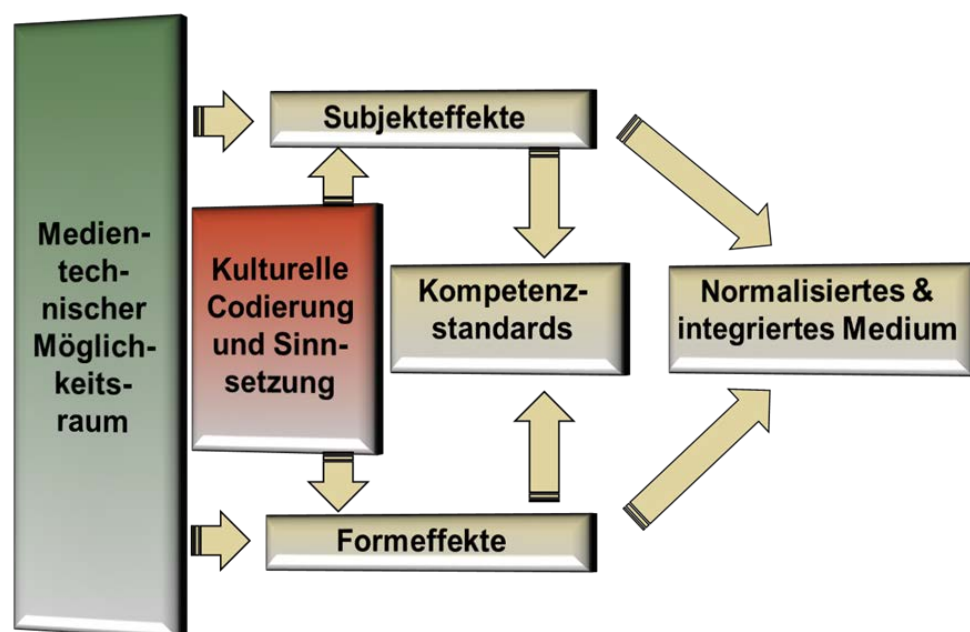 Medien-
tech-
nischer
Möglich-
keits-
raum
Subjekteffekte
Kulturelle
Codierung
und Sinn-
setzung
Kompetenz-
standards
Normalisiertes &
integriertes Medium
Formeffekte